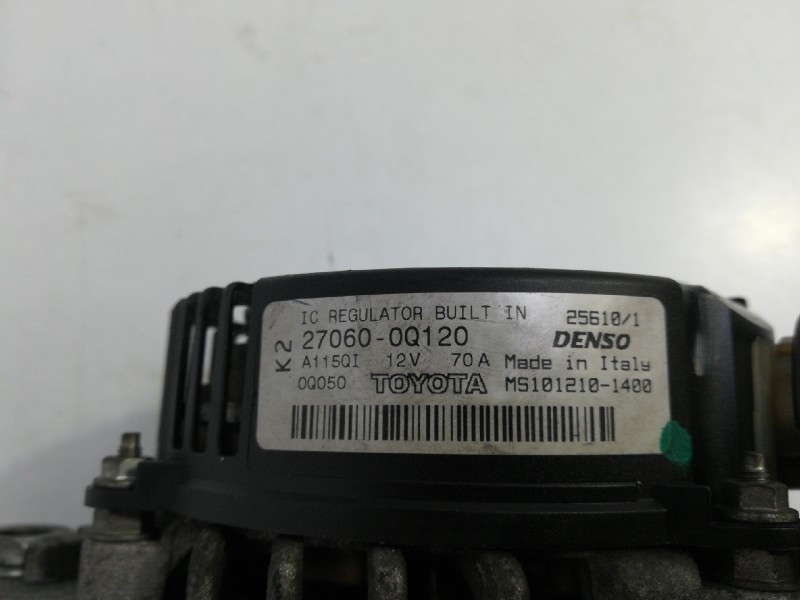 IC REGULATOR BUILT IN 25610/1
K2 27060-0Q120 DENSO
A115QI 12V 70A Made in Italy
0Q050 TOYOTA MS101210-1400